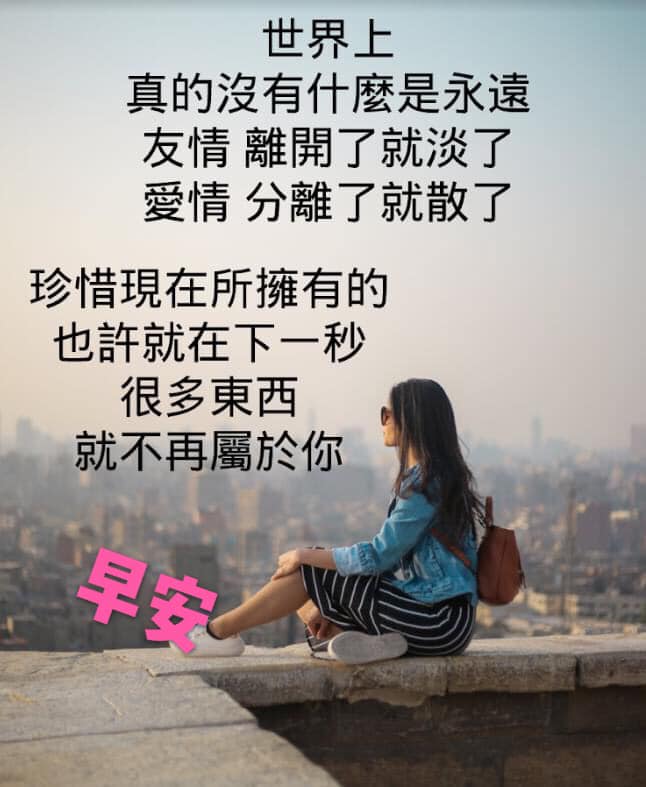 世界上
真的沒有什麼是永遠
友情 離開了就淡了
愛情 分離了就散了
珍惜現在所擁有的
也許就在下一秒
很多東西
就不再屬於你
早安